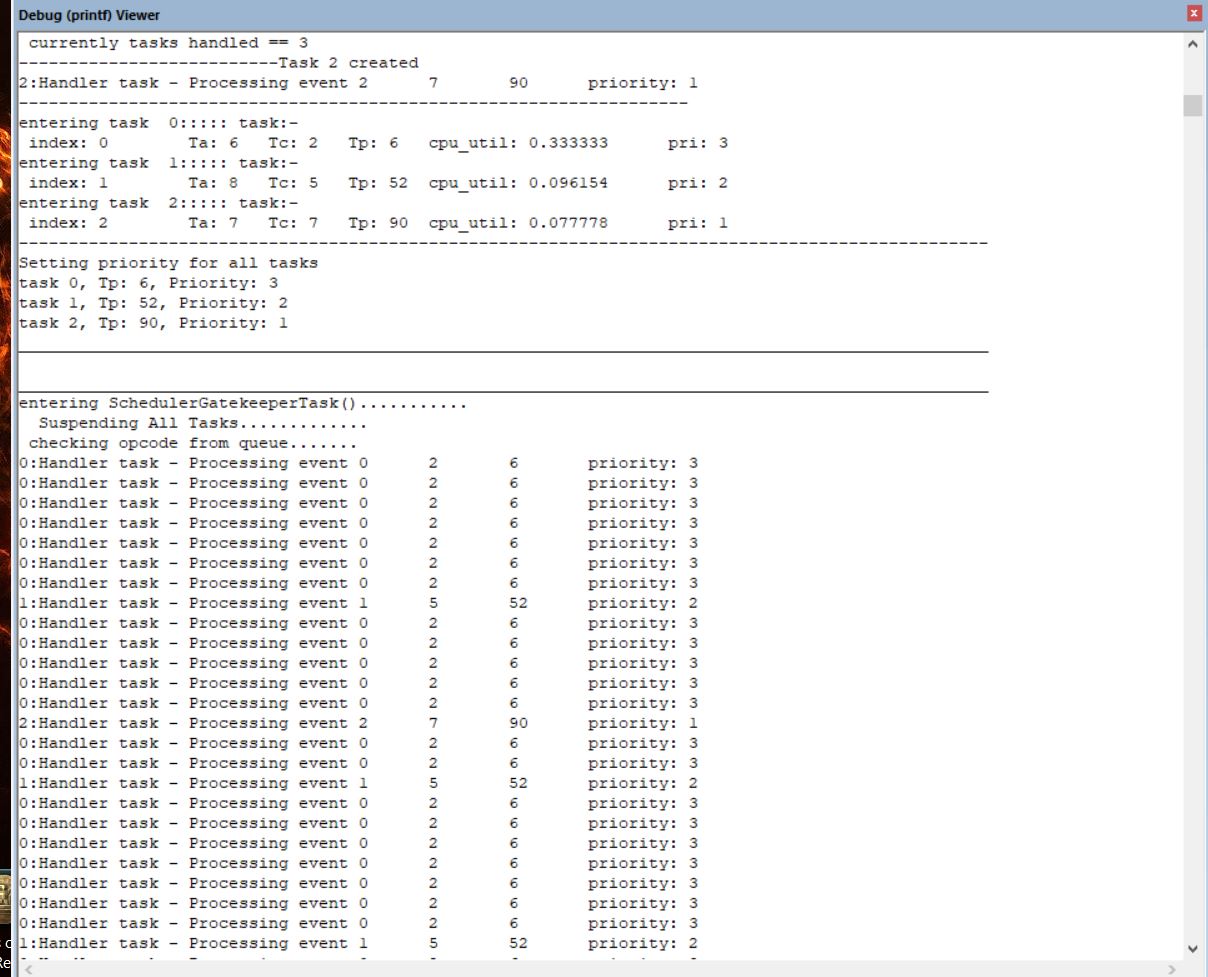 Debug (printf) Viewer
currently tasks handled == 3
--------------------------Task 2 created
2:Handler task - Processing event 2 7 90 priority: 1
-------------------------------------------------------------------
entering task 0::::: task:-
index: 0 Ta: 6 Tc: 2 Tp: 6 cpu_util: 0.333333 pri: 3
entering task 1::::: task:-
index: 1 Ta: 8 Tc: 5 Tp: 52 cpu_util: 0.096154 pri: 2
entering task 2::::: task:-
index: 2 Ta: 7 Tc: 7 Tp: 90 cpu_util: 0.077778 pri: 1
-------------------------------------------------------------------------------------------------
Setting priority for all tasks
task 0, Tp: 6, Priority: 3
task 1, Tp: 52, Priority: 2
task 2, Tp: 90, Priority: 1
_________________________________________________________________________________________________
_________________________________________________________________________________________________
entering SchedulerGatekeeperTask()...........
Suspending All Tasks.............
checking opcode from queue.......
0:Handler task - Processing event 0 2 6 priority: 3
0:Handler task - Processing event 0 2 6 priority: 3
0:Handler task - Processing event 0 2 6 priority: 3
0:Handler task - Processing event 0 2 6 priority: 3
0:Handler task - Processing event 0 2 6 priority: 3
0:Handler task - Processing event 0 2 6 priority: 3
0:Handler task - Processing event 0 2 6 priority: 3
1:Handler task - Processing event 1 5 52 priority: 2
0:Handler task - Processing event 0 2 6 priority: 3
0:Handler task - Processing event 0 2 6 priority: 3
0:Handler task - Processing event 0 2 6 priority: 3
0:Handler task - Processing event 0 2 6 priority: 3
0:Handler task - Processing event 0 2 6 priority: 3
2:Handler task - Processing event 2 7 90 priority: 1
0:Handler task - Processing event 0 2 6 priority: 3
0:Handler task - Processing event 0 2 6 priority: 3
1:Handler task - Processing event 1 5 52 priority: 2
0:Handler task - Processing event 0 2 6 priority: 3
0:Handler task - Processing event 0 2 6 priority: 3
0:Handler task - Processing event 0 2 6 priority: 3
0:Handler task - Processing event 0 2 6 priority: 3
0:Handler task - Processing event 0 2 6 priority: 3
0:Handler task - Processing event 0 2 6 priority: 3
0:Handler task - Processing event 0 2 6 priority: 3
1:Handler task - Processing event 1 5 52 priority: 2